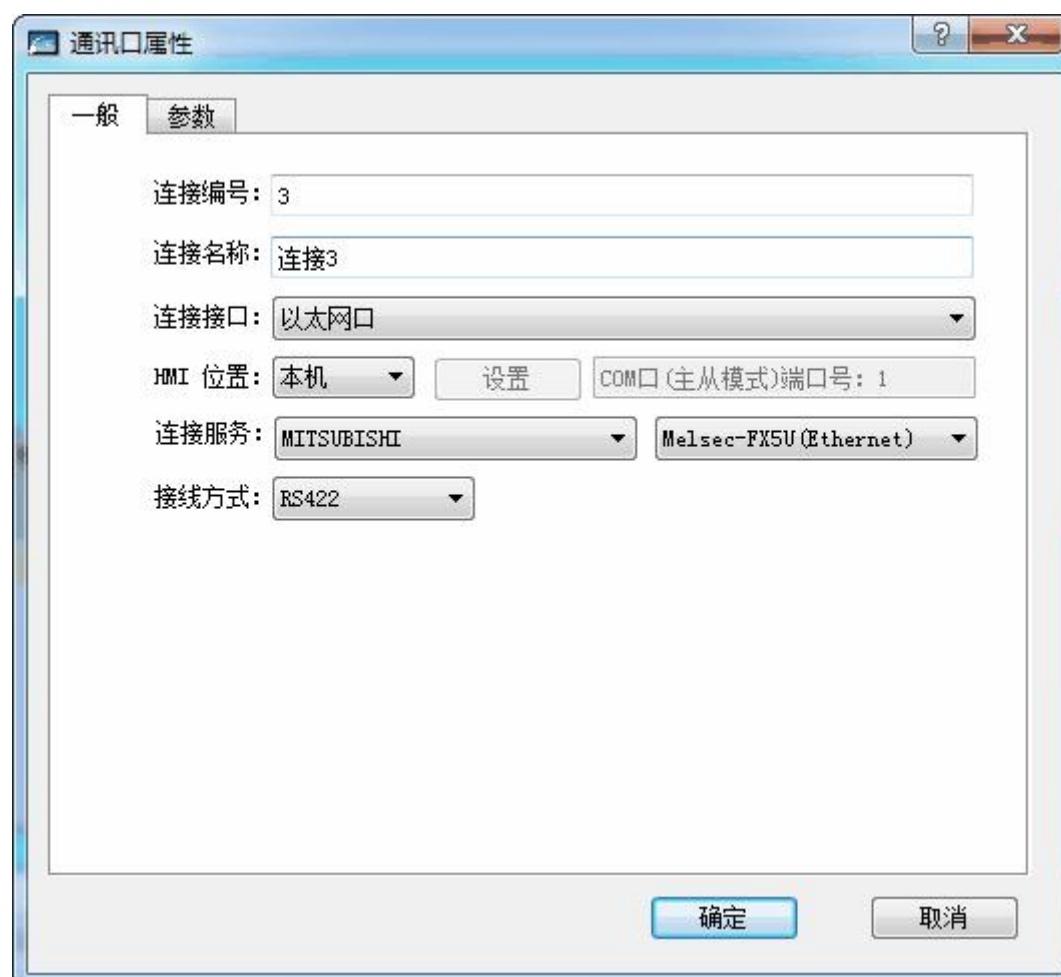 通讯口属性
一般 参数
连接编号: 3
连接名称: 连接3
连接接口: 以太网口
HMI 位置: 本机 设置 COM口(主从模式)端口号: 1
连接服务: MITSUBISHI Melsec-FX5U(Ethernet)
接线方式: RS422
确定 取消